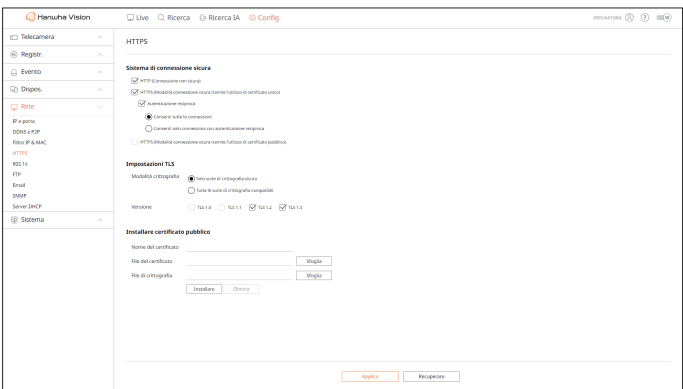 Hanwha Vision
Live Ricerca Ricerca IA Config
Telecamera
Registr.
Evento
Dispos.
Rete
IP e porta
DDNS e P2P
Filtro IP & MAC
HTTPS
802.1x
FTP
Email
SNMP
Server DHCP
Sistema
HTTPS
Sistema di connessione sicura
HTTP (Connessione non sicura)
HTTPS (Modalità connessione sicura tramite l'utilizzo di certificato unico)
Autenticazione reciproca
Consenti tutte le connessioni
Consenti solo connessioni con autenticazione reciproca
HTTPS (Modalità connessione sicura tramite l'utilizzo di certificato pubblico)
Impostazioni TLS
Modalità crittografia Solo suite di crittografia sicura
Tutte le suite di crittografia compatibili
Versione TLS 1.0 TLS 1.1 TLS 1.2 TLS 1.3
Installare certificato pubblico
Nome del certificato
File del certificato Sfoglia
File di crittografia Sfoglia
Installare Elimina
Applica Recuperare